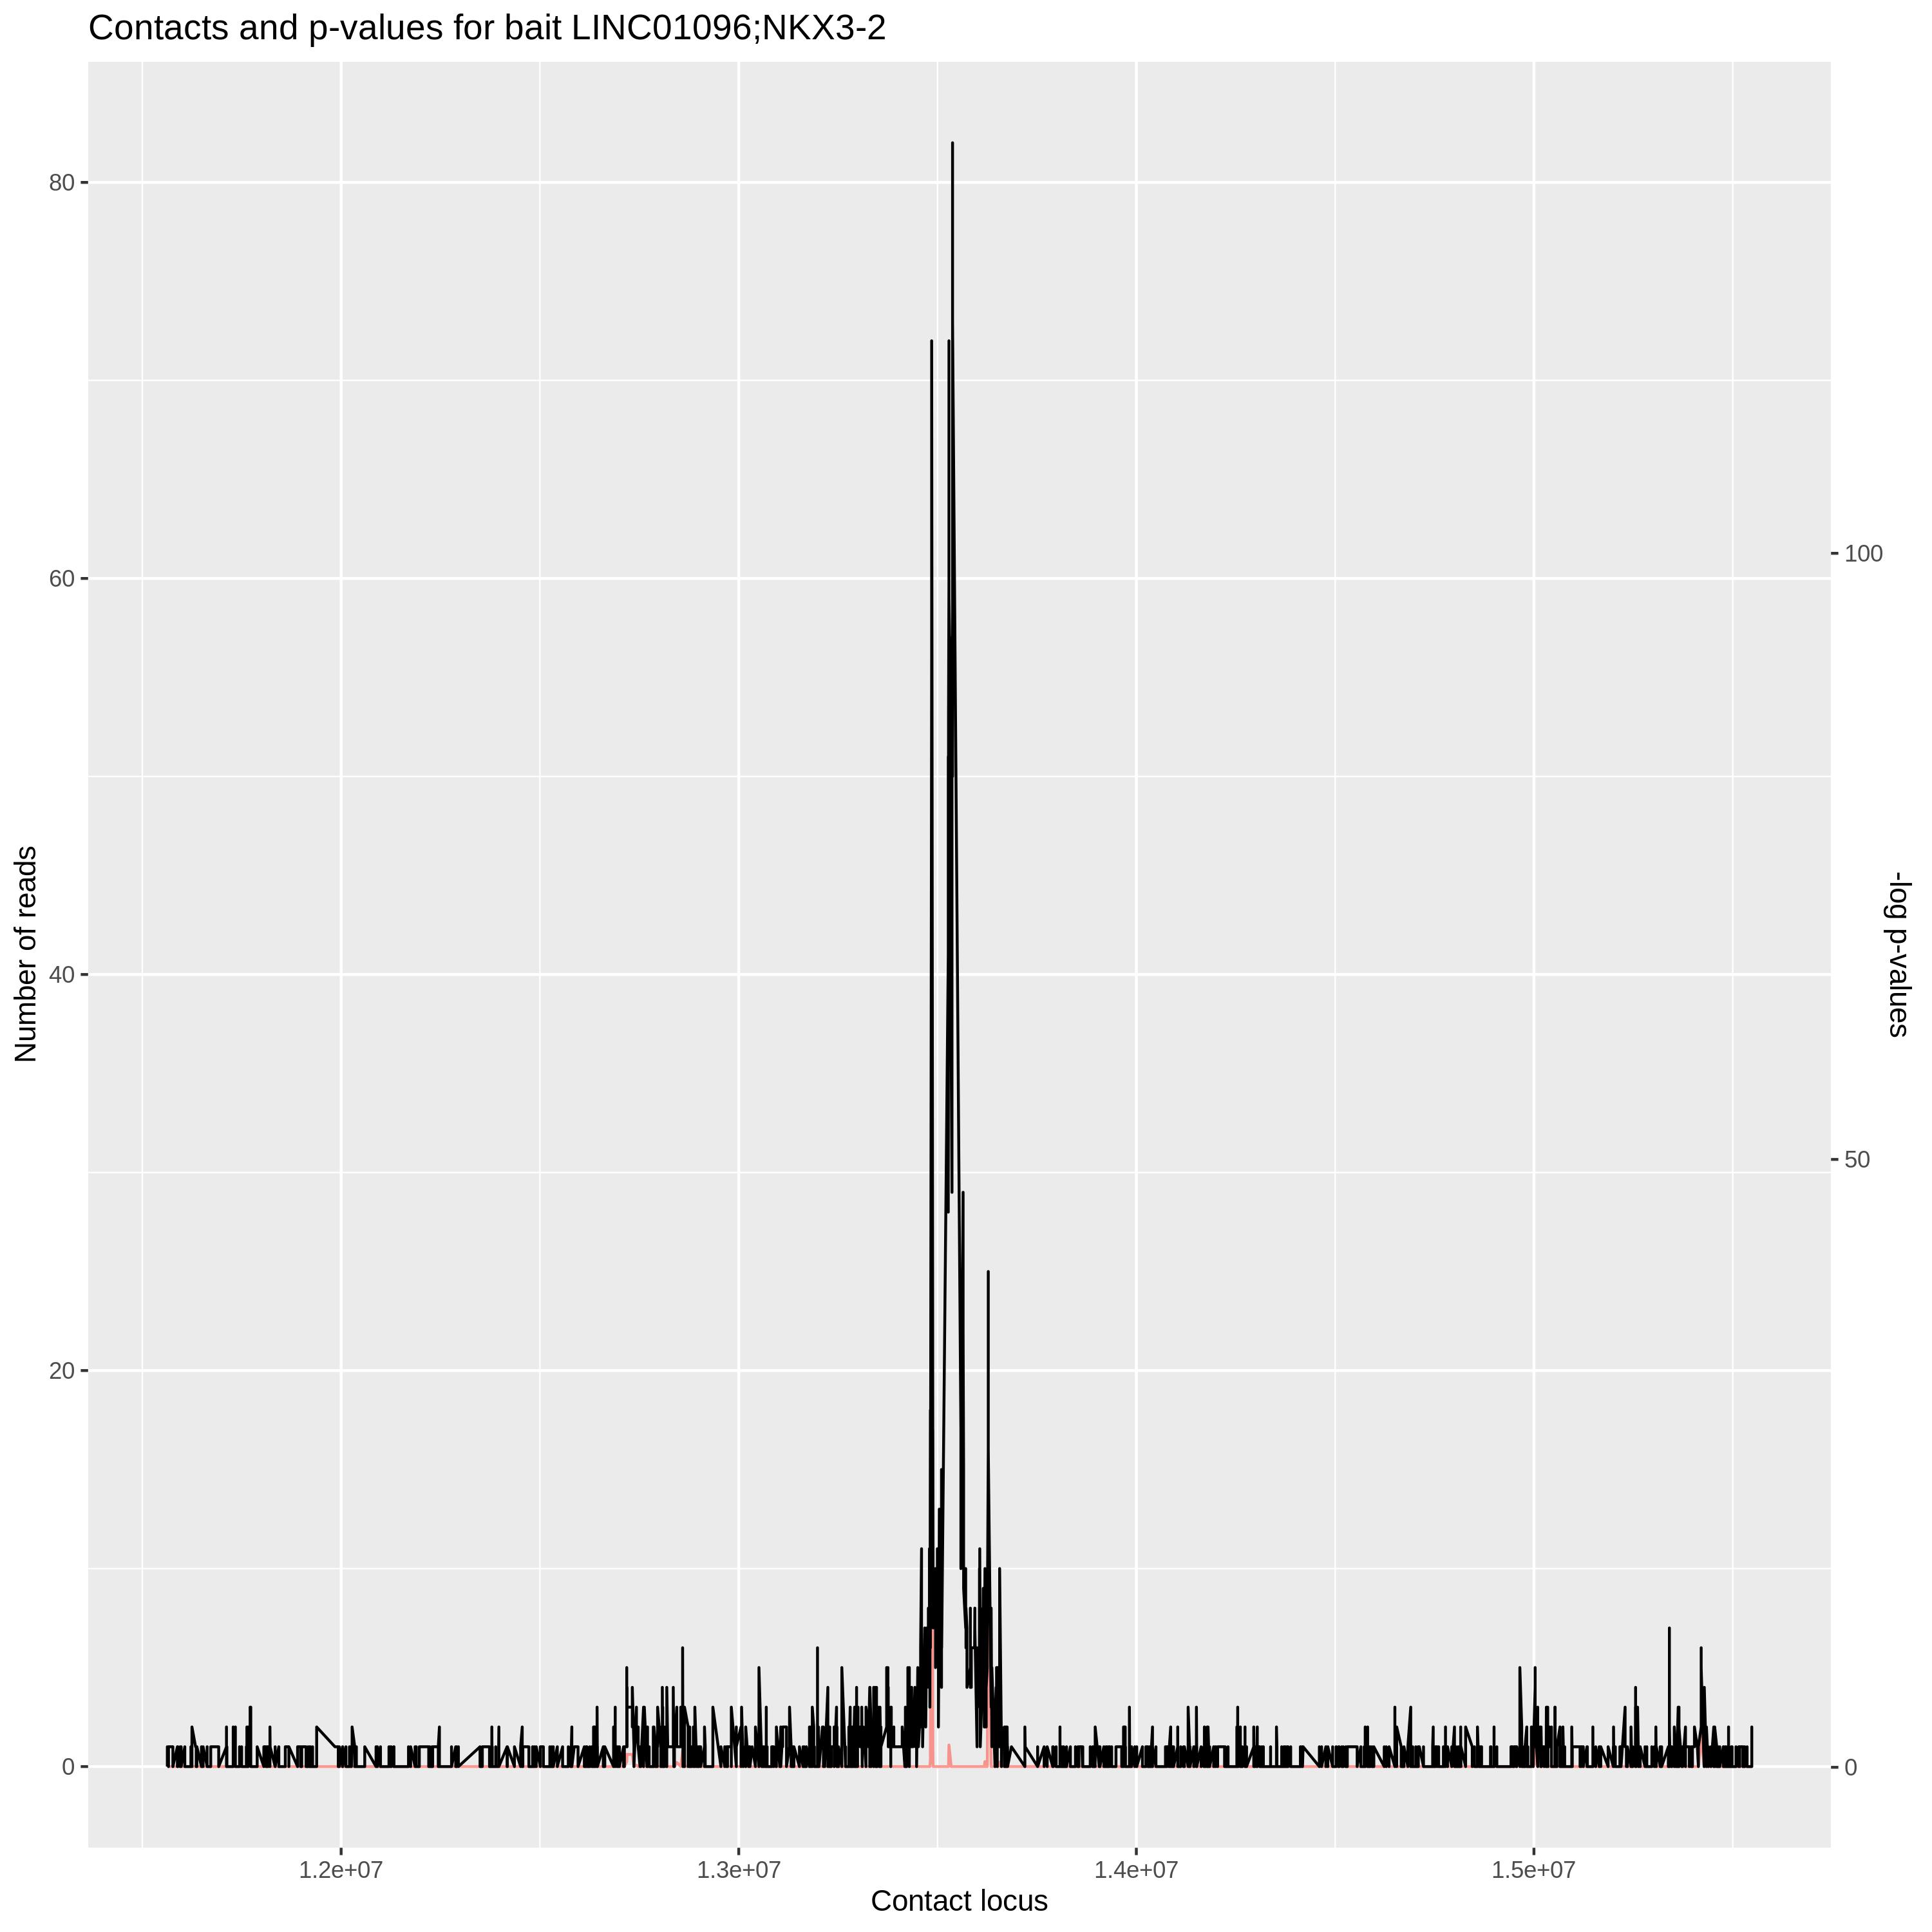 Contacts and p-values for bait LINC01096;NKX3-2
80
60
40
20
0
Number of reads
100
50
0
-log p-values
1.2e+07
1.3e+07
1.4e+07
1.5e+07
Contact locus